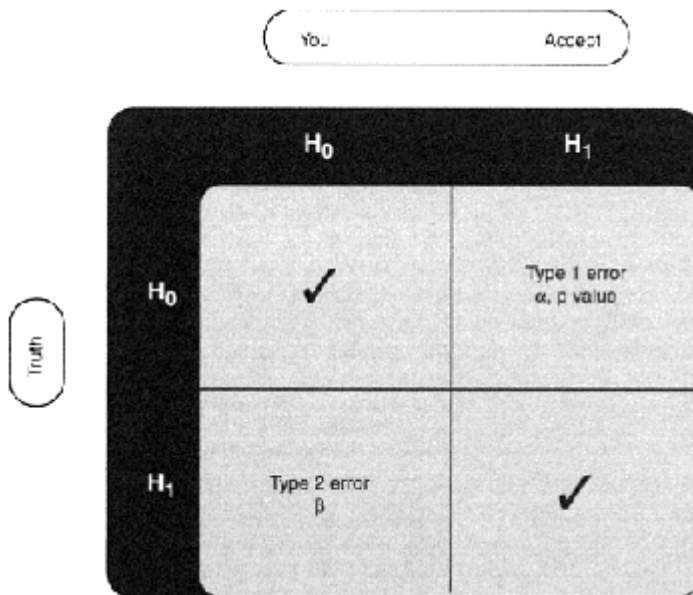 You Accept
H₀ H₁
H₀
Type 1 error
α, p value
Truth
H₁
Type 2 error
β